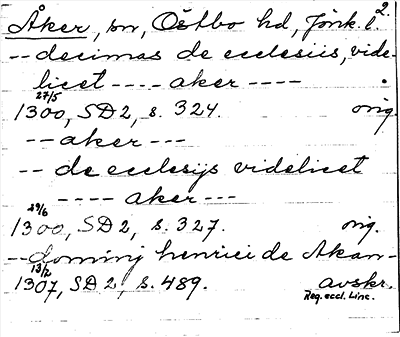 Åker, sn, Östbo hd, Jönk. l. 2.
-- decimas de ecclesiis, vide-
licet ---- aker ----
27/5
1300, SD 2, s. 324. orig.
-- aker ---
-- de ecclesijs videlicet
---- aker ---
29/6
1300, SD 2, s. 327. orig.
-- dominj henrici de Akan-
13/2
1307, SD 2, s. 489. avskr.
Reg. eccl. Linc.